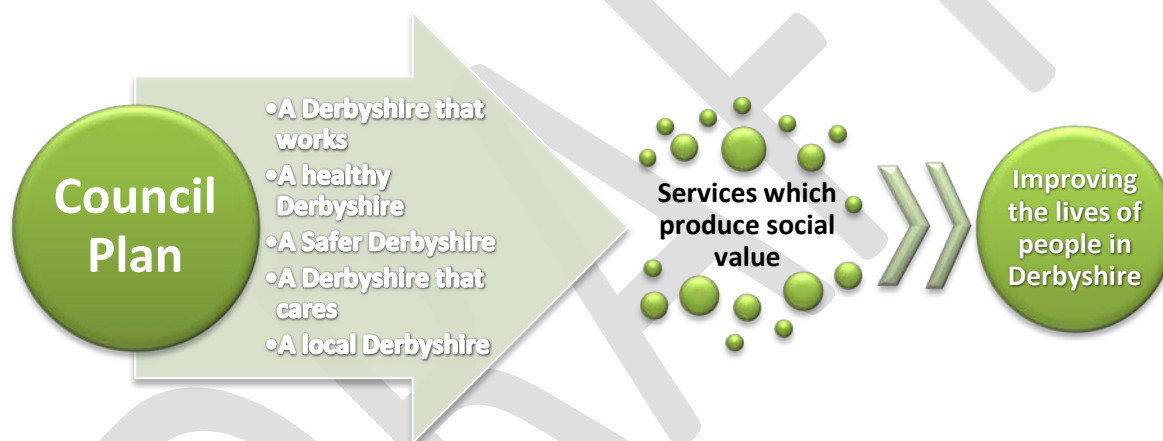 Council
Plan
•A Derbyshire that
works
•A healthy
Derbyshire
•A Safer Derbyshire
•A Derbyshire that
cares
•A local Derbyshire
Services which
produce social
value
Improving
the lives of
people in
Derbyshire
DRAFT